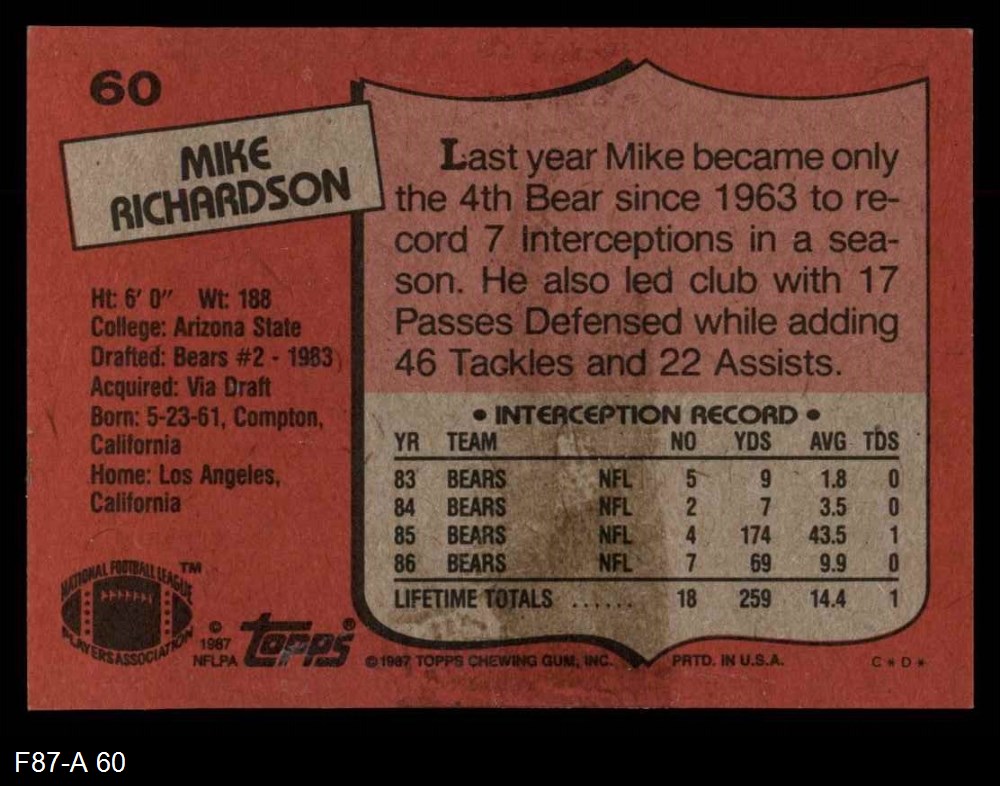 60
MIKE
RICHARDSON
Ht: 6' 0" Wt: 188
College: Arizona State
Drafted: Bears #2 - 1983
Acquired: Via Draft
Born: 5-23-61, Compton,
California
Home: Los Angeles,
California
NATIONAL FOOTBALL LEAGUE
PLAYERS ASSOCIATION
TM
©
1987
NFLPA
topps®
Last year Mike became only
the 4th Bear since 1963 to re-
cord 7 Interceptions in a sea-
son. He also led club with 17
Passes Defensed while adding
46 Tackles and 22 Assists.
• INTERCEPTION RECORD •
YR TEAM NO YDS AVG TDS
83 BEARS NFL 5 9 1.8 0
84 BEARS NFL 2 7 3.5 0
85 BEARS NFL 4 174 43.5 1
86 BEARS NFL 7 69 9.9 0
LIFETIME TOTALS ...... 18 259 14.4 1
© 1987 TOPPS CHEWING GUM, INC. PRTD. IN U.S.A. C * D *
F87-A 60